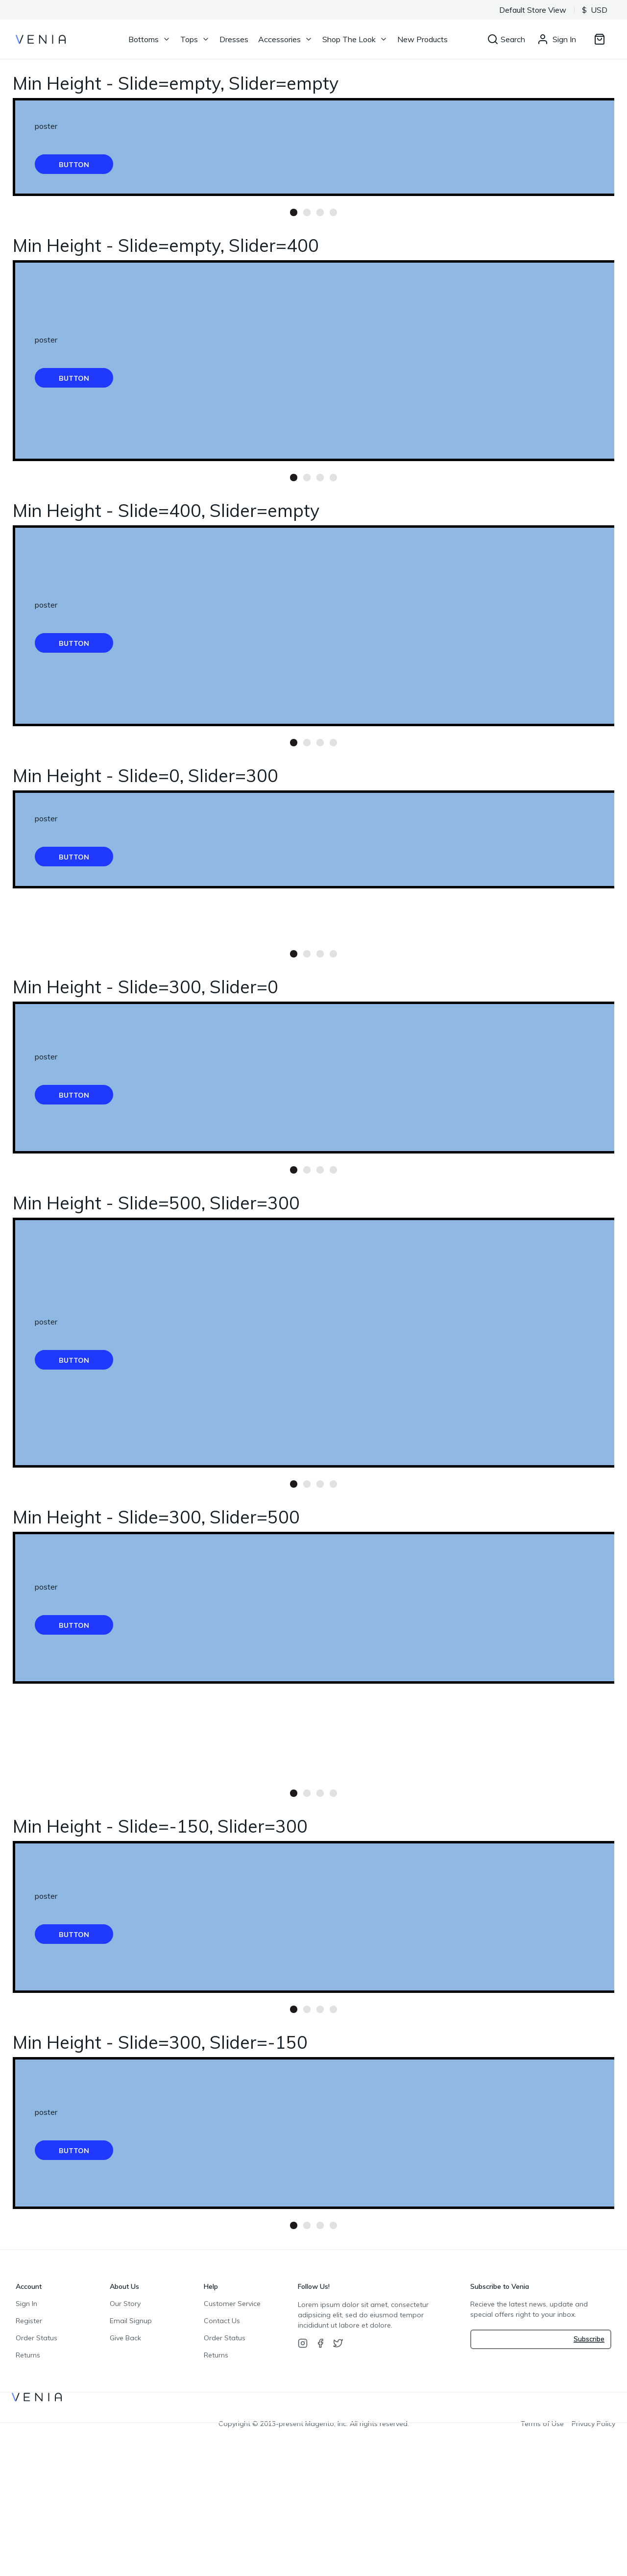 Default Store View $ USD
VENIA Bottoms Tops Dresses Accessories Shop The Look New Products Search Sign In
Min Height - Slide=empty, Slider=empty
poster
BUTTON
Min Height - Slide=empty, Slider=400
poster
BUTTON
Min Height - Slide=400, Slider=empty
poster
BUTTON
Min Height - Slide=0, Slider=300
poster
BUTTON
Min Height - Slide=300, Slider=0
poster
BUTTON
Min Height - Slide=500, Slider=300
poster
BUTTON
Min Height - Slide=300, Slider=500
poster
BUTTON
Min Height - Slide=-150, Slider=300
poster
BUTTON
Min Height - Slide=300, Slider=-150
poster
BUTTON
Account
Sign In
Register
Order Status
Returns
About Us
Our Story
Email Signup
Give Back
Help
Customer Service
Contact Us
Order Status
Returns
Follow Us!
Lorem ipsum dolor sit amet, consectetur
adipsicing elit, sed do eiusmod tempor
incididunt ut labore et dolore.
Subscribe to Venia
Recieve the latest news, update and
special offers right to your inbox.
Subscribe
VENIA
Copyright © 2013-present Magento, Inc. All rights reserved. Terms of Use Privacy Policy